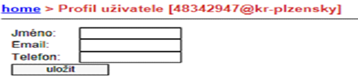 home > Profil uživatele [48342947@kr-plzensky]
Jméno:
Email:
Telefon:
uložit